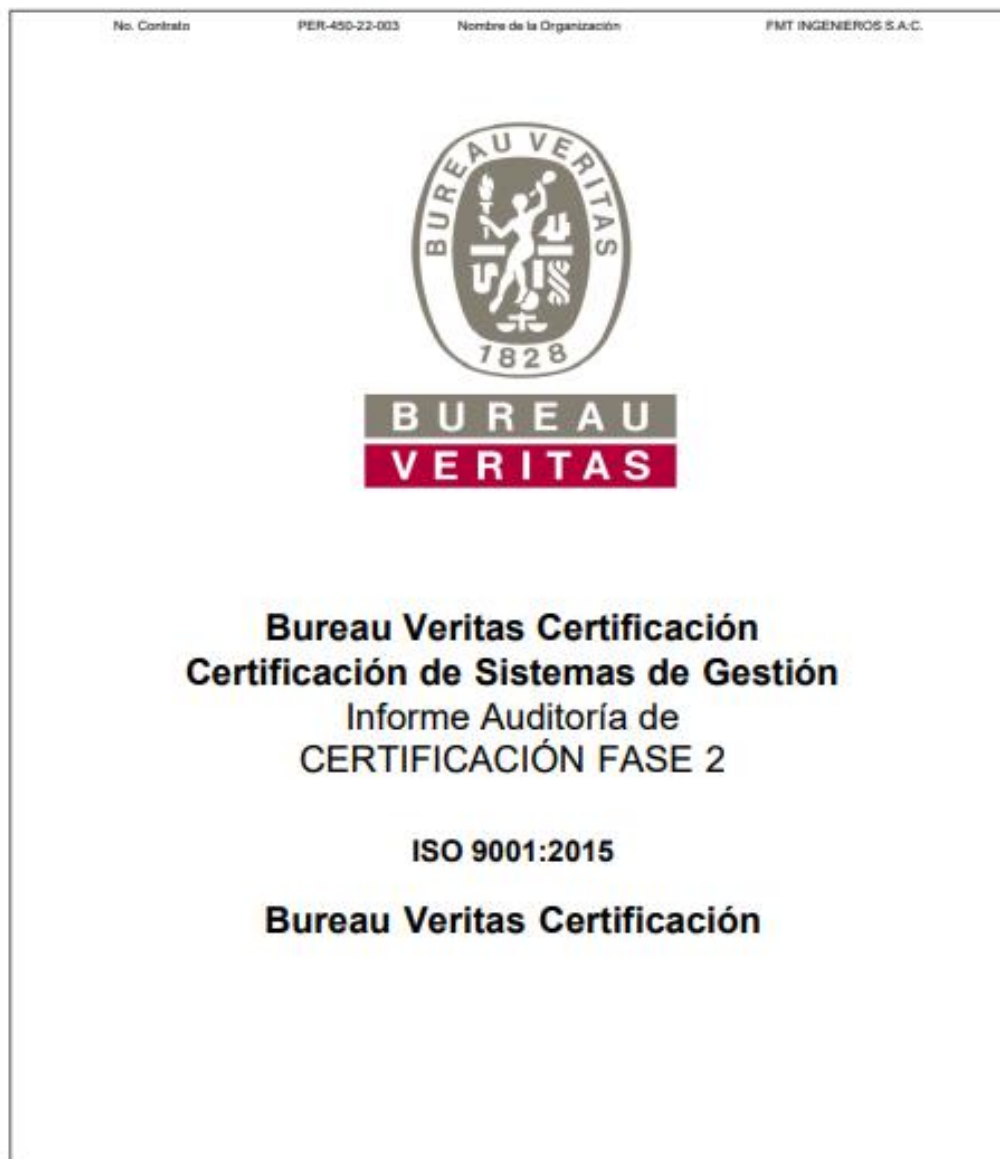 No. Contrato PER-450-22-003 Nombre de la Organización FMT INGENIEROS S.A.C.
BUREAU VERITAS
1828
BUREAU
VERITAS
Bureau Veritas Certificación
Certificación de Sistemas de Gestión
Informe Auditoría de
CERTIFICACIÓN FASE 2
ISO 9001:2015
Bureau Veritas Certificación